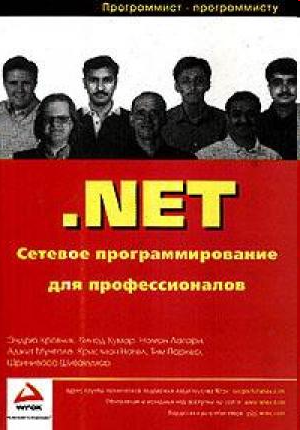 Программист - программисту
.NET
Сетевое программирование
для профессионалов
Эндрю Кровчик, Винод Кумар, Номан Лагари,
Аджит Мунгале, Кристиан Нагел, Тим Паркер,
Шриниваса Шивакумар
WROX